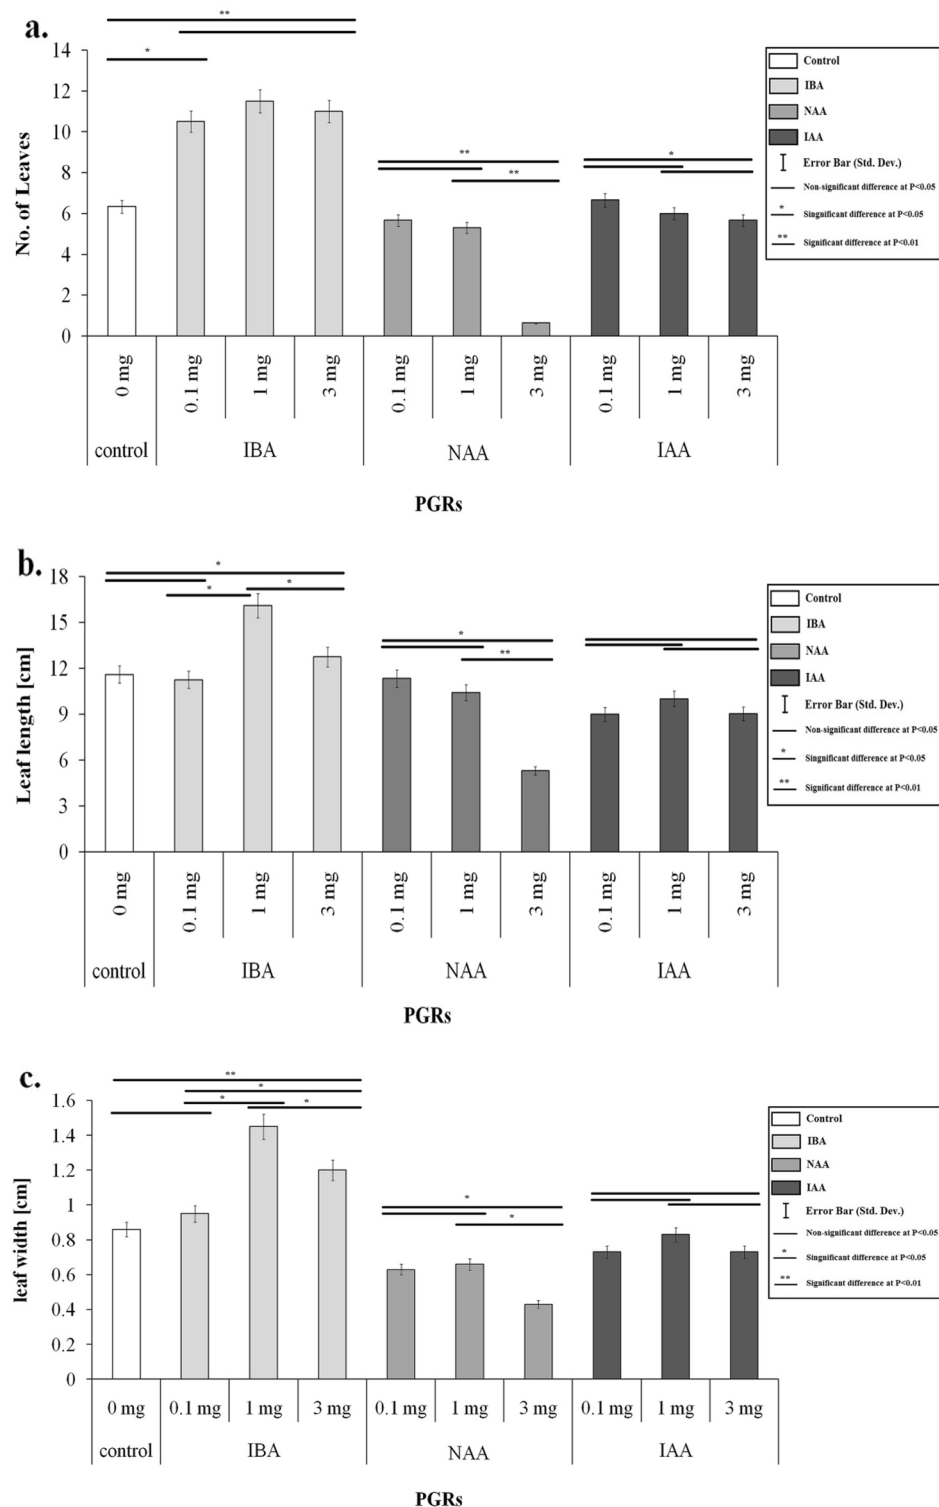 a.
**
*
14
12
10
8
6
4
2
0
No. of Leaves
**
**
*
0 mg
0.1 mg
1 mg
3 mg
0.1 mg
1 mg
3 mg
0.1 mg
1 mg
3 mg
control
IBA
NAA
IAA
PGRs
Control
IBA
NAA
IAA
Error Bar (Std. Dev.)
Non-significant difference at P<0.05
*
Singnificant difference at P<0.05
**
Significant difference at P<0.01
b.
*
*
*
18
15
12
9
6
3
0
Leaf length [cm]
*
**
0 mg
0.1 mg
1 mg
3 mg
0.1 mg
1 mg
3 mg
0.1 mg
1 mg
3 mg
control
IBA
NAA
IAA
PGRs
Control
IBA
NAA
IAA
Error Bar (Std. Dev.)
Non-significant difference at P<0.05
*
Singnificant difference at P<0.05
**
Significant difference at P<0.01
c.
**
*
*
*
1.6
1.4
1.2
1
0.8
0.6
0.4
0.2
0
leaf width [cm]
*
*
0 mg
0.1 mg
1 mg
3 mg
0.1 mg
1 mg
3 mg
0.1 mg
1 mg
3 mg
control
IBA
NAA
IAA
PGRs
Control
IBA
NAA
IAA
Error Bar (Std. Dev.)
Non-significant difference at P<0.05
*
Singnificant difference at P<0.05
**
Significant difference at P<0.01